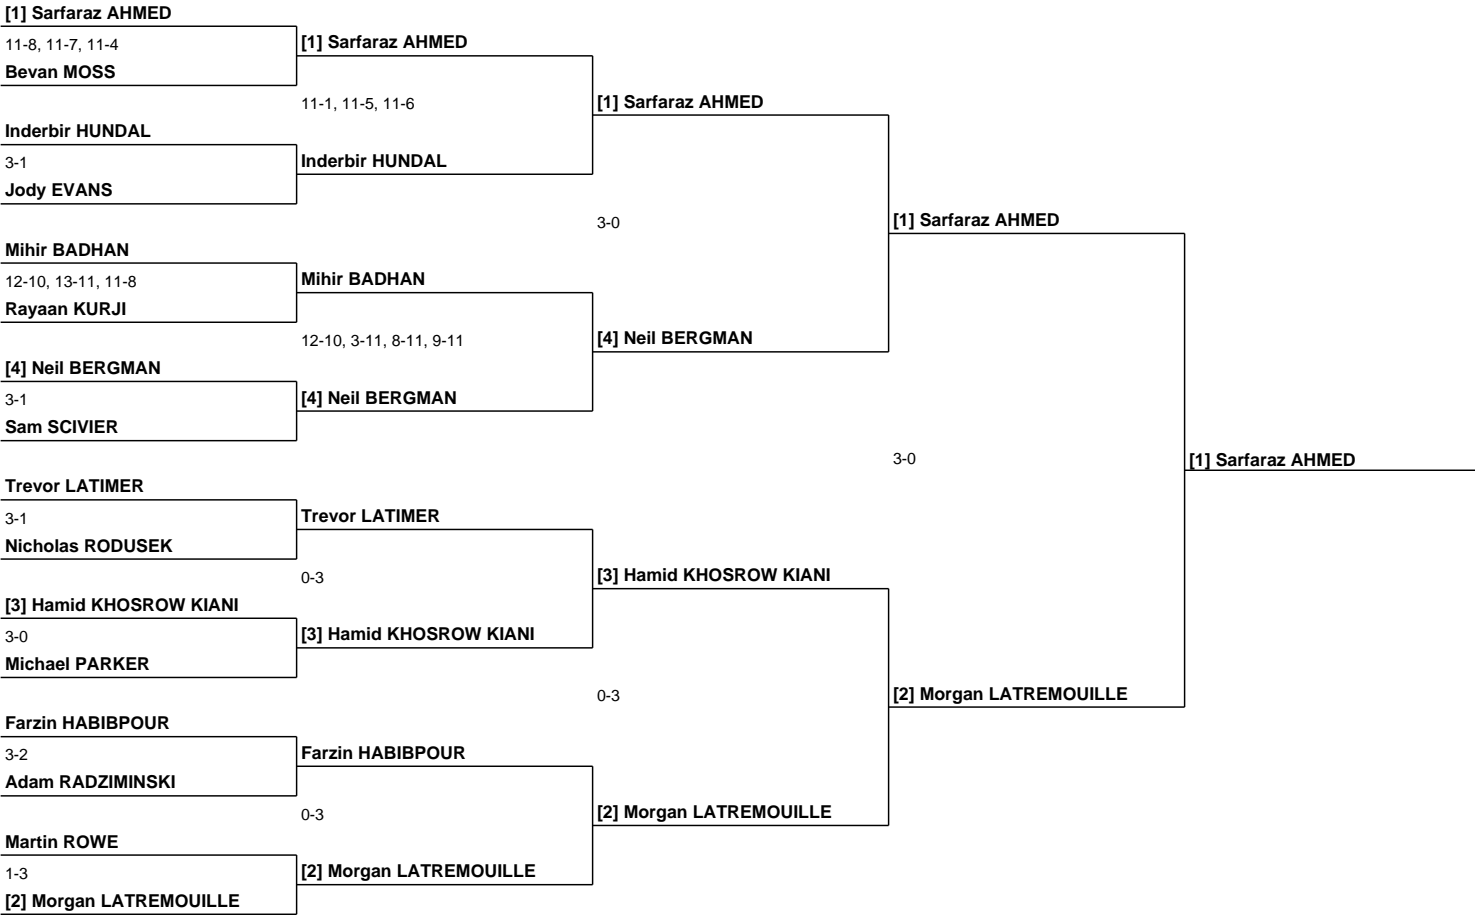 [1] Sarfaraz AHMED
11-8, 11-7, 11-4
Bevan MOSS
Inderbir HUNDAL
3-1
Jody EVANS
Mihir BADHAN
12-10, 13-11, 11-8
Rayaan KURJI
[4] Neil BERGMAN
3-1
Sam SCIVIER
Trevor LATIMER
3-1
Nicholas RODUSEK
[3] Hamid KHOSROW KIANI
3-0
Michael PARKER
Farzin HABIBPOUR
3-2
Adam RADZIMINSKI
Martin ROWE
1-3
[2] Morgan LATREMOUILLE
[1] Sarfaraz AHMED
11-1, 11-5, 11-6
Inderbir HUNDAL
Mihir BADHAN
12-10, 3-11, 8-11, 9-11
[4] Neil BERGMAN
Trevor LATIMER
0-3
[3] Hamid KHOSROW KIANI
Farzin HABIBPOUR
0-3
[2] Morgan LATREMOUILLE
[1] Sarfaraz AHMED
3-0
[4] Neil BERGMAN
[3] Hamid KHOSROW KIANI
0-3
[2] Morgan LATREMOUILLE
[1] Sarfaraz AHMED
3-0
[2] Morgan LATREMOUILLE
[1] Sarfaraz AHMED